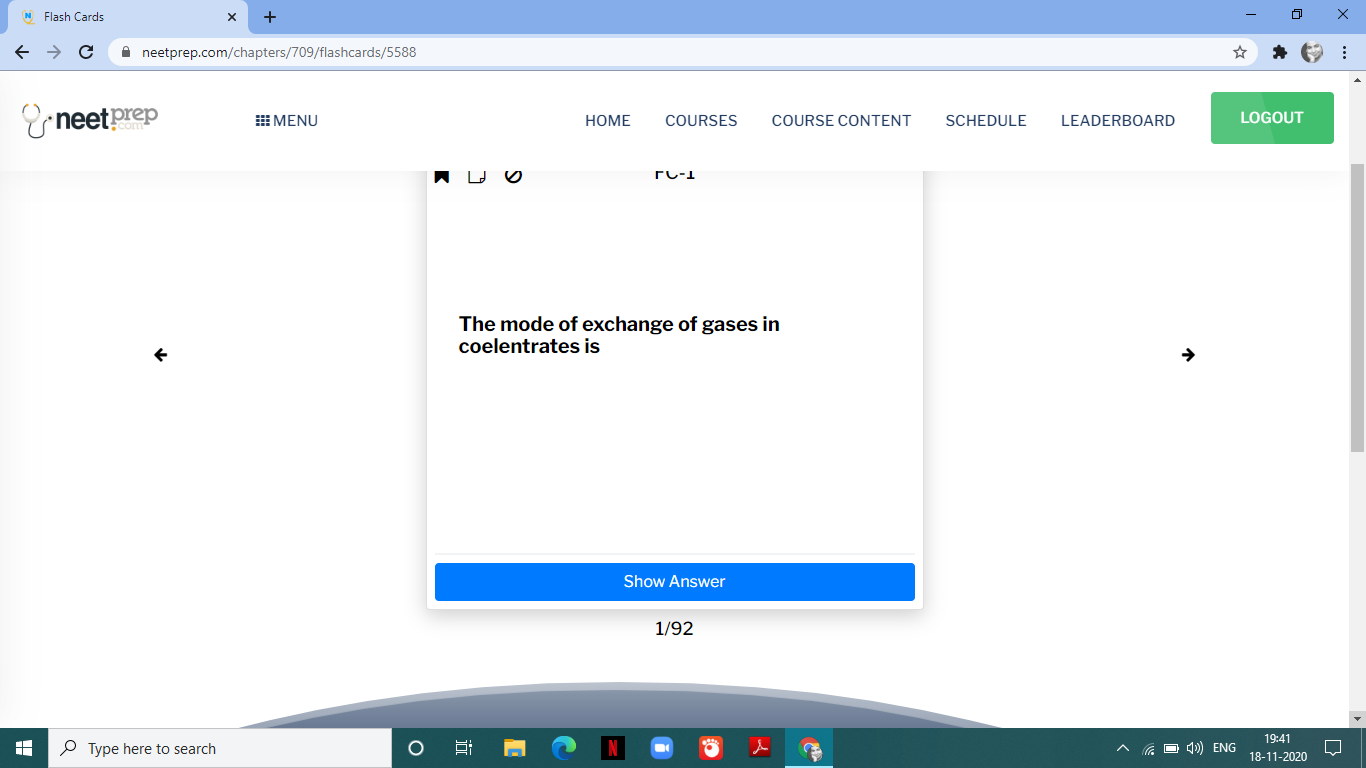 Flash Cards
neetprep.com/chapters/709/flashcards/5588
neetprep.com
MENU
HOME
COURSES
COURSE CONTENT
SCHEDULE
LEADERBOARD
LOGOUT
FC-1
The mode of exchange of gases in
coelentrates is
Show Answer
1/92
Type here to search
ENG
19:41
18-11-2020